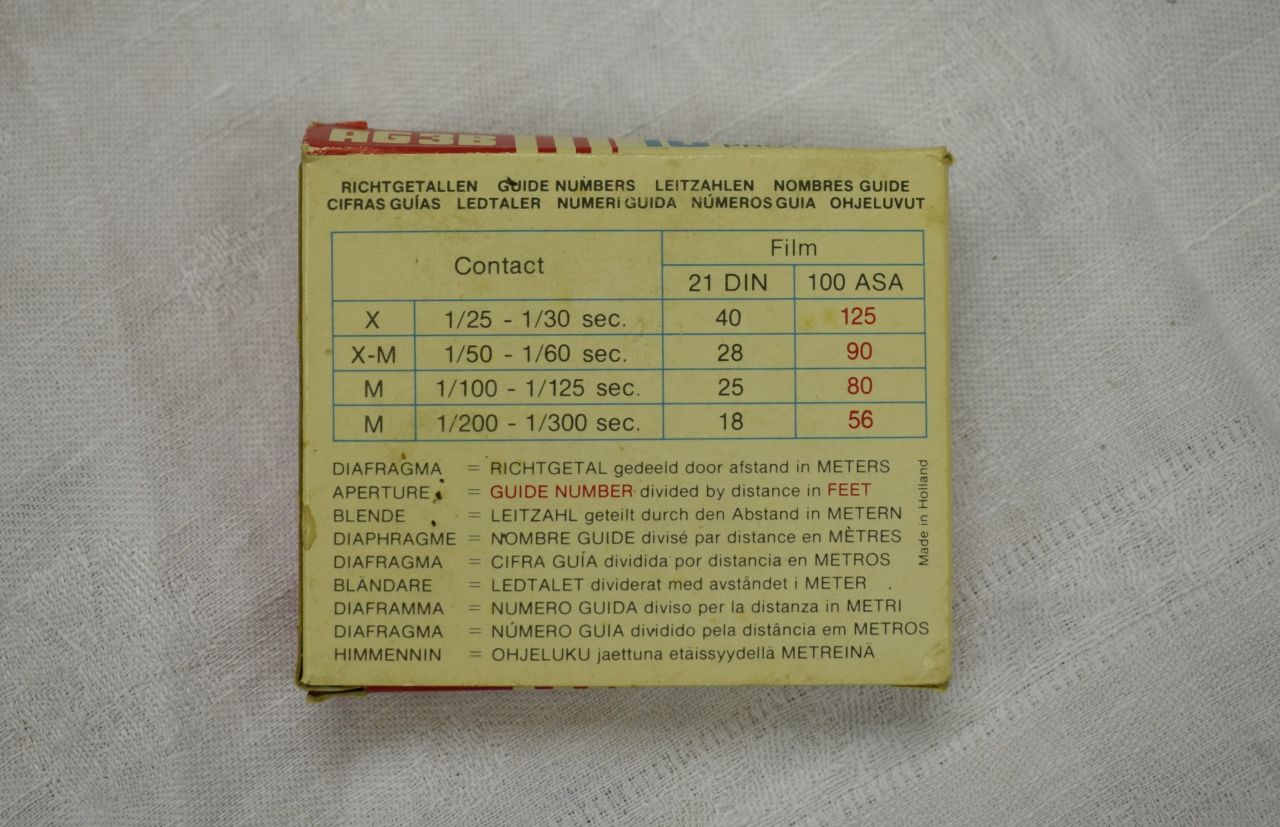 AG3B
RICHTGETALLEN GUIDE NUMBERS LEITZAHLEN NOMBRES GUIDE
CIFRAS GUÍAS LEDTALER NUMERI GUIDA NÚMEROS GUIA OHJELUVUT
Contact Film
21 DIN 100 ASA
X 1/25 - 1/30 sec. 40 125
X-M 1/50 - 1/60 sec. 28 90
M 1/100 - 1/125 sec. 25 80
M 1/200 - 1/300 sec. 18 56
DIAFRAGMA = RICHTGETAL gedeeld door afstand in METERS
APERTURE = GUIDE NUMBER divided by distance in FEET
BLENDE = LEITZAHL geteilt durch den Abstand in METERN
DIAPHRAGME = NOMBRE GUIDE divisé par distance en MÈTRES
DIAFRAGMA = CIFRA GUÍA dividida por distancia en METROS
BLÄNDARE = LEDTALET dividerat med avståndet i METER
DIAFRAMMA = NUMERO GUIDA diviso per la distanza in METRI
DIAFRAGMA = NÚMERO GUIA dividido pela distância em METROS
HIMMENNIN = OHJELUKU jaettuna etäissyydellä METREINÄ
Made in Holland